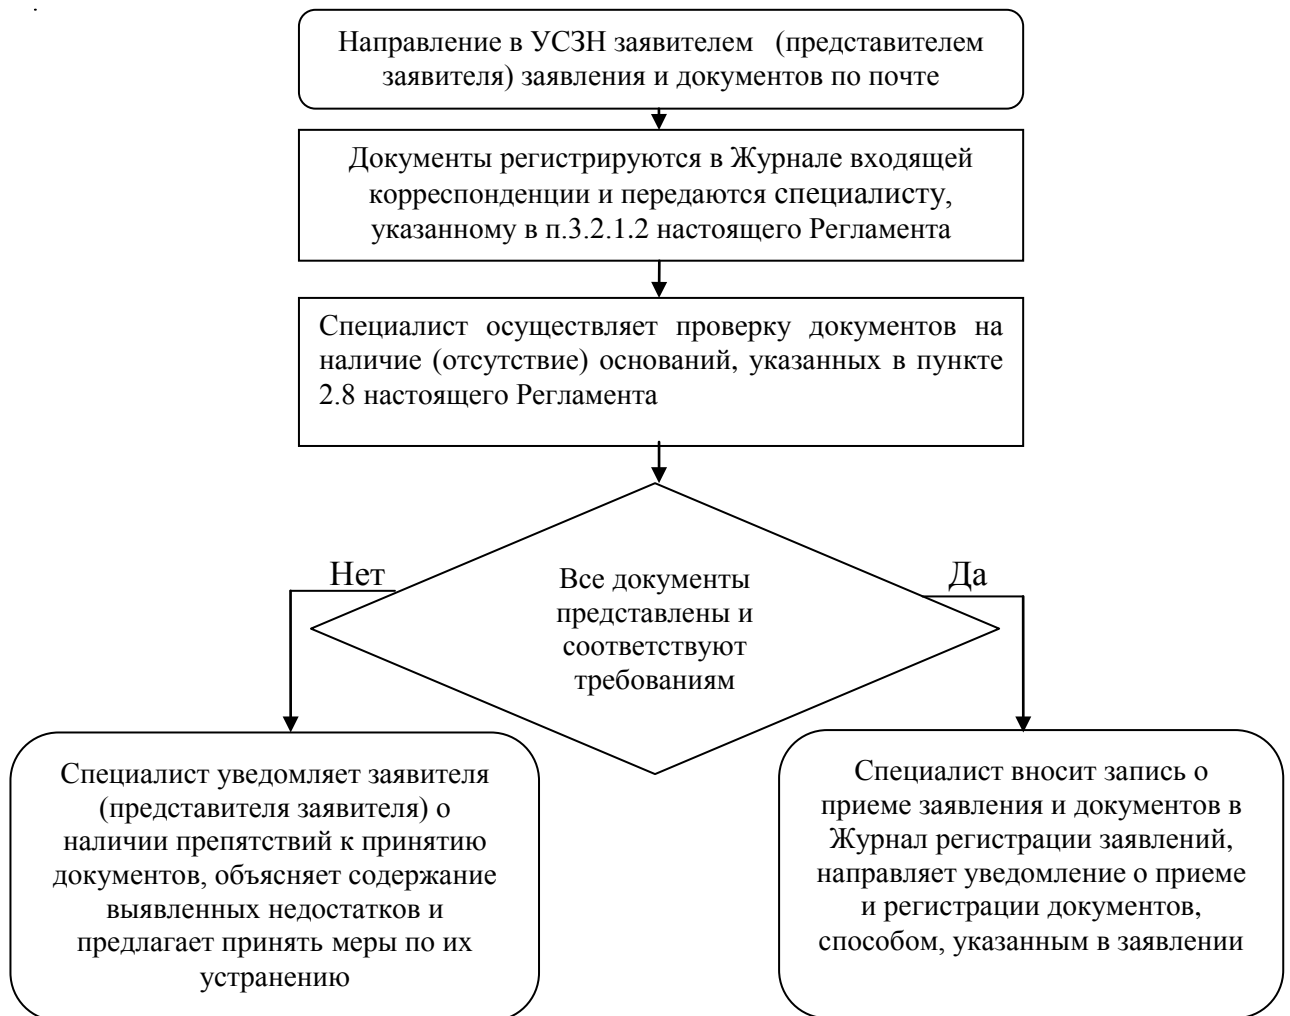 Направление в УСЗН заявителем (представителем
заявителя) заявления и документов по почте
Документы регистрируются в Журнале входящей
корреспонденции и передаются специалисту,
указанному в п.3.2.1.2 настоящего Регламента
Специалист осуществляет проверку документов на
наличие (отсутствие) оснований, указанных в пункте
2.8 настоящего Регламента
Нет
Да
Все документы
представлены и
соответствуют
требованиям
Специалист уведомляет заявителя
(представителя заявителя) о
наличии препятствий к принятию
документов, объясняет содержание
выявленных недостатков и
предлагает принять меры по их
устранению
Специалист вносит запись о
приеме заявления и документов в
Журнал регистрации заявлений,
направляет уведомление о приеме
и регистрации документов,
способом, указанным в заявлении